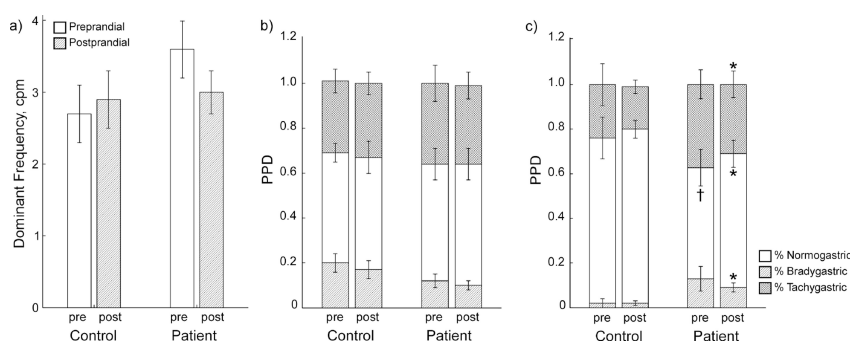 a)
Dominant Frequency, cpm
4
3
2
1
0
Preprandial
Postprandial
pre post pre post
Control Patient
b)
PPD
1.2
1.0
0.8
0.6
0.4
0.2
0
pre post pre post
Control Patient
c)
PPD
1.2
1.0
0.8
0.6
0.4
0.2
0
*
†
*
*
pre post pre post
Control Patient
% Normogastric
% Bradygastric
% Tachygastric